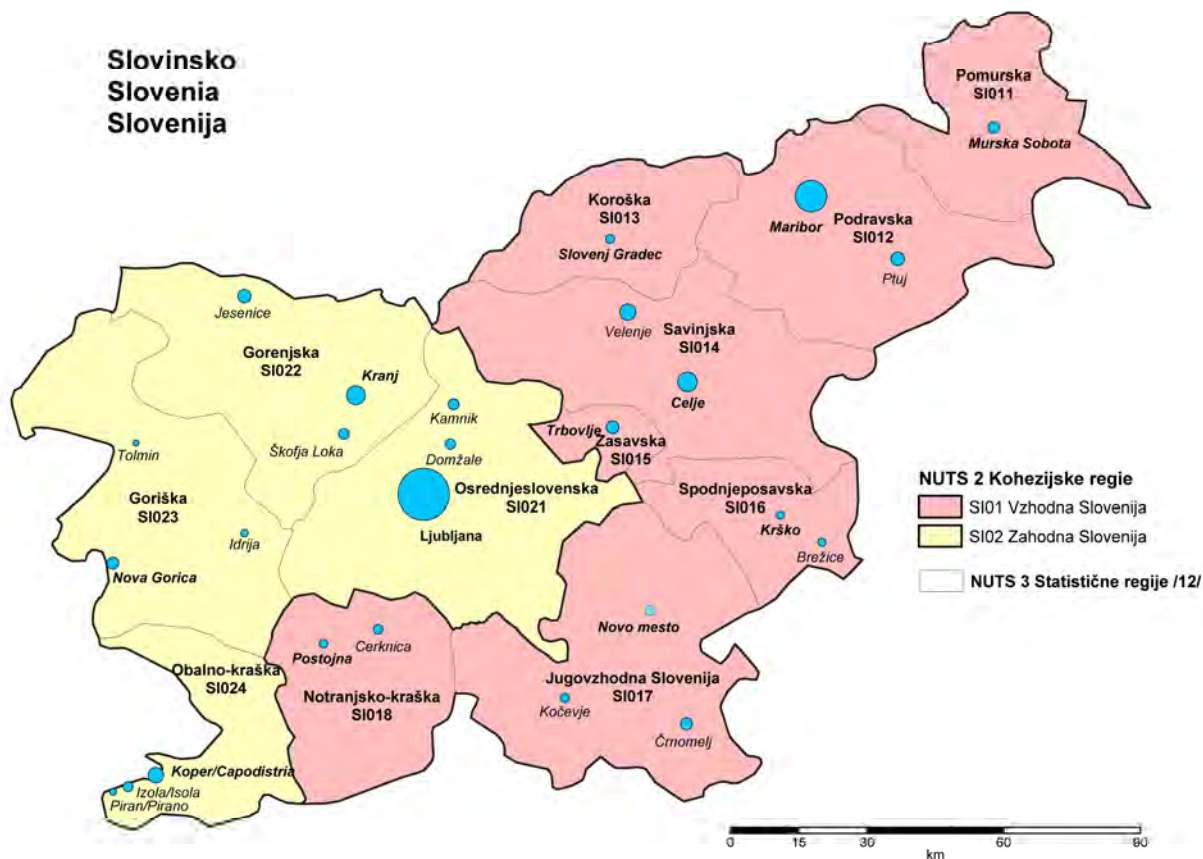 Slovinsko
Slovenia
Slovenija
Pomurska
SI011
Murska Sobota
Koroška
SI013
Slovenj Gradec
Maribor
Podravska
SI012
Ptuj
Jesenice
Velenje
Savinjska
SI014
Gorenjska
SI022
Kranj
Celje
Kamnik
Trbovlje
Zasavska
SI015
Tolmin
Škofja Loka
Domžale
Goriška
SI023
Osrednjeslovenska
SI021
Ljubljana
Spodnjeposavska
SI016
Krško
Brežice
Idrija
Nova Gorica
Novo mesto
Postojna
Cerknica
Obalno-kraška
SI024
Notranjsko-kraška
SI018
Jugovzhodna Slovenija
SI017
Kočevje
Črnomelj
Koper/Capodistria
Izola/Isola
Piran/Pirano
NUTS 2 Kohezijske regie
SI01 Vzhodna Slovenija
SI02 Zahodna Slovenija
NUTS 3 Statistične regije /12/
0 15 30 60 90
km